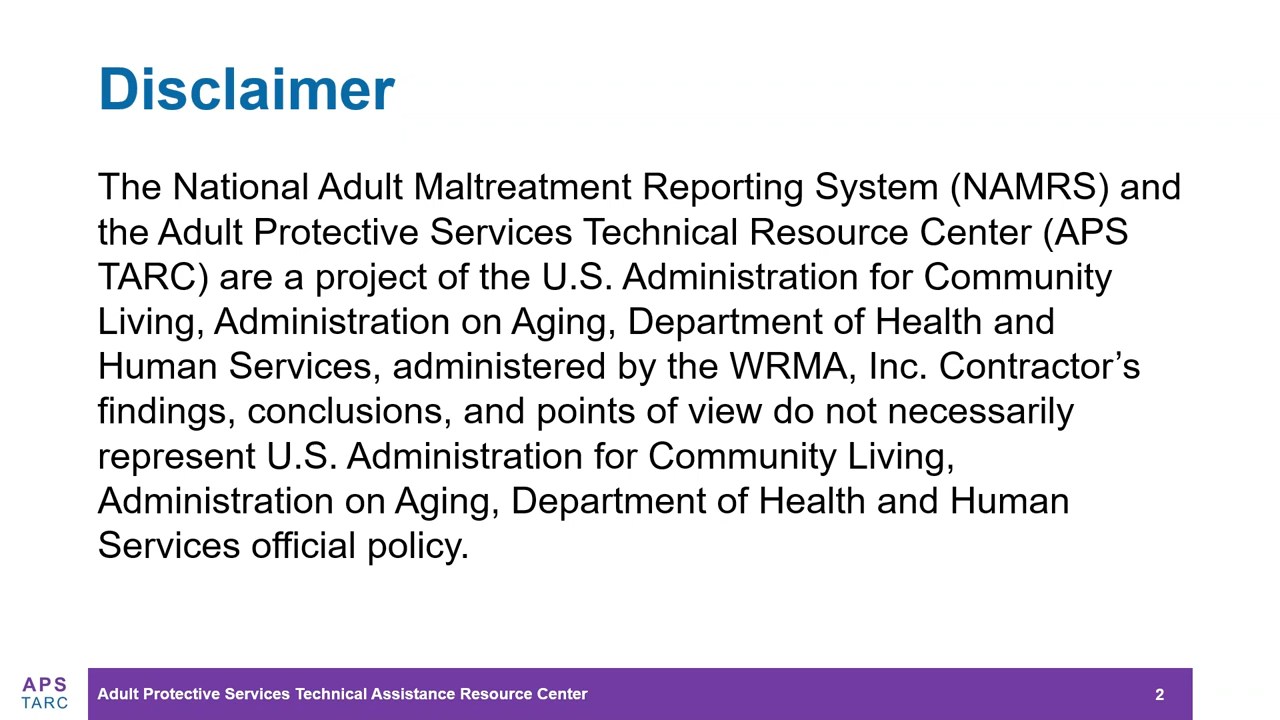 Disclaimer
The National Adult Maltreatment Reporting System (NAMRS) and
the Adult Protective Services Technical Resource Center (APS
TARC) are a project of the U.S. Administration for Community
Living, Administration on Aging, Department of Health and
Human Services, administered by the WRMA, Inc. Contractor’s
findings, conclusions, and points of view do not necessarily
represent U.S. Administration for Community Living,
Administration on Aging, Department of Health and Human
Services official policy.
APS
TARC
Adult Protective Services Technical Assistance Resource Center
2